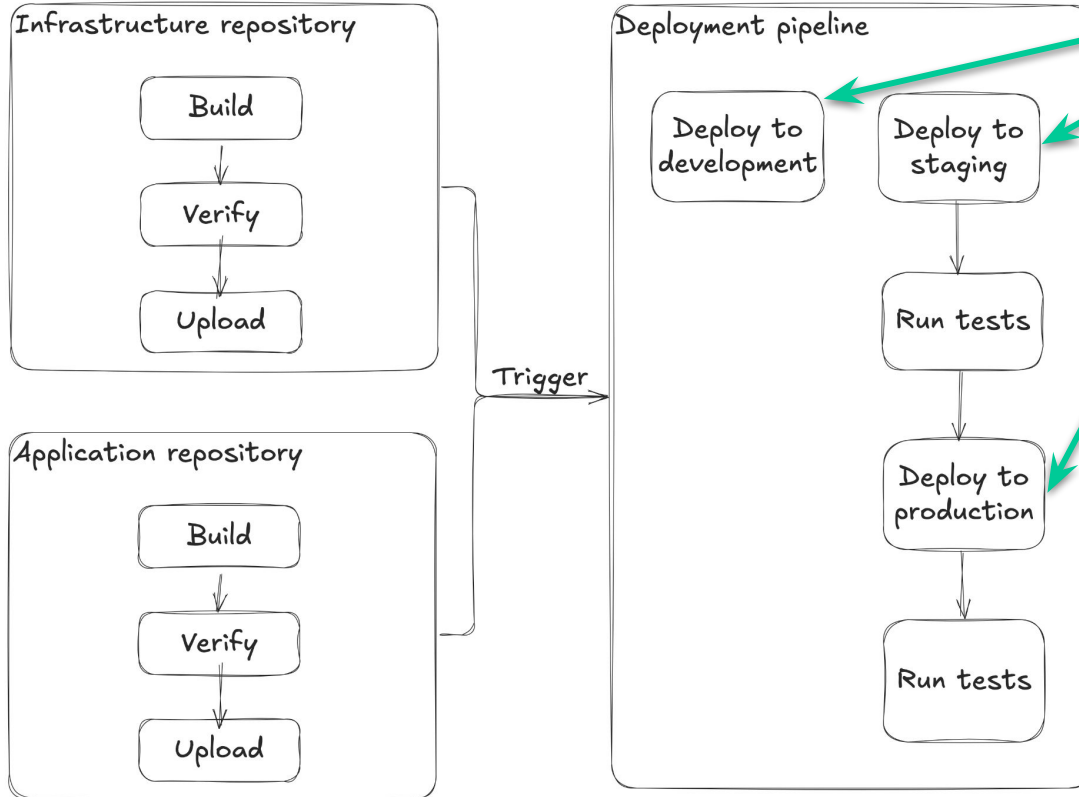 Infrastructure repository
Build
Verify
Upload
Application repository
Build
Verify
Upload
Trigger
Deployment pipeline
Deploy to
development
Deploy to
staging
Run tests
Deploy to
production
Run tests